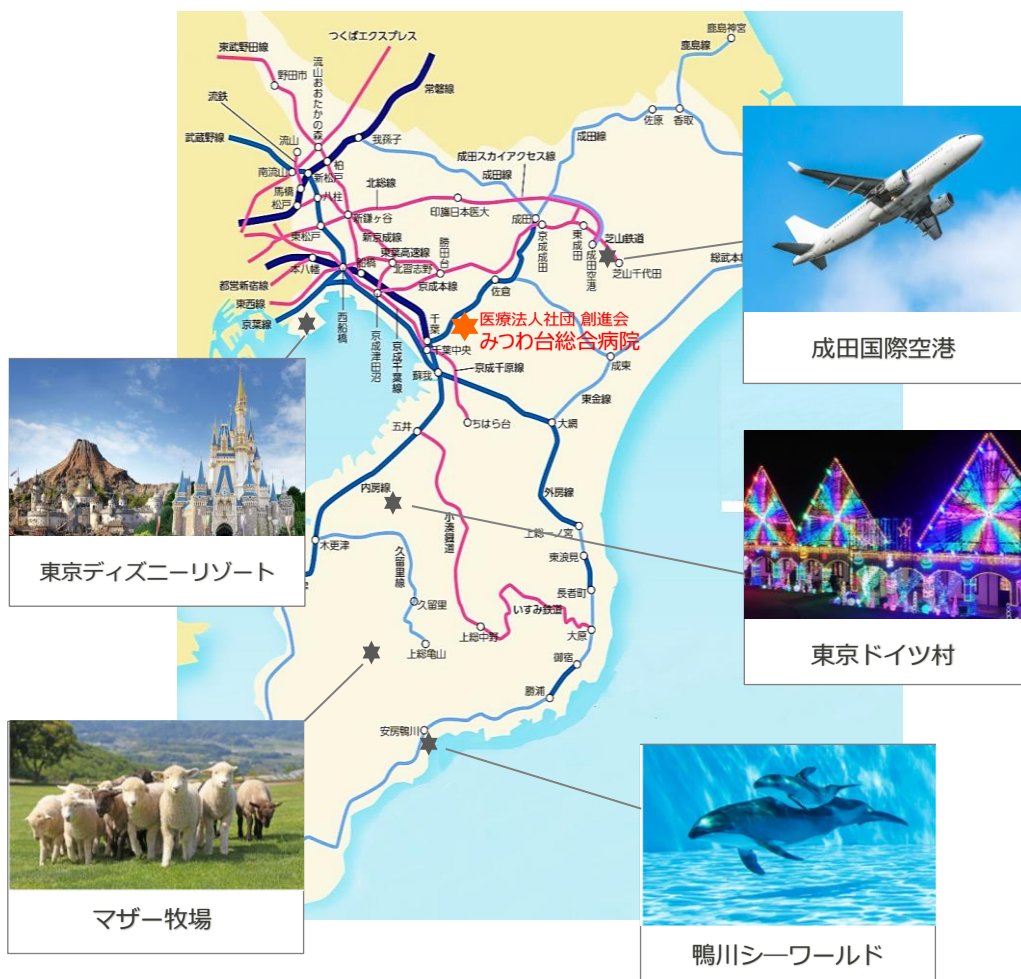 鹿島神宮
鹿島線
つくばエクスプレス
東武野田線
流山おおたかの森
野田市
常磐線
流鉄
佐原
香取
武蔵野線
我孫子
成田線
流山
柏
成田スカイアクセス線
南流山
新松戸
成田線
馬橋
北総線
八柱
松戸
印旛日本医大
新鎌ヶ谷
成田
芝山鉄道
東松戸
新京成線
京成成田
東成田
成田空港
勝田台
東葉高速線
総武本線
本八幡
船橋
北習志野
芝山千代田
京成本線
都営新宿線
佐倉
東西線
京葉線
西船橋
京成津田沼
京成千葉線
千葉
医療法人社団 創進会
みつわ台総合病院
千葉中央
成田国際空港
蘇我
京成千原線
成東
東金線
五井
ちはら台
大網
内房線
外房線
小湊鐵道
上総一ノ宮
木更津
久留里線
東浪見
東京ディズニーリゾート
長者町
久留里
いすみ鉄道
上総中野
大原
上総亀山
東京ドイツ村
御宿
勝浦
安房鴨川
マザー牧場
鴨川シーワールド